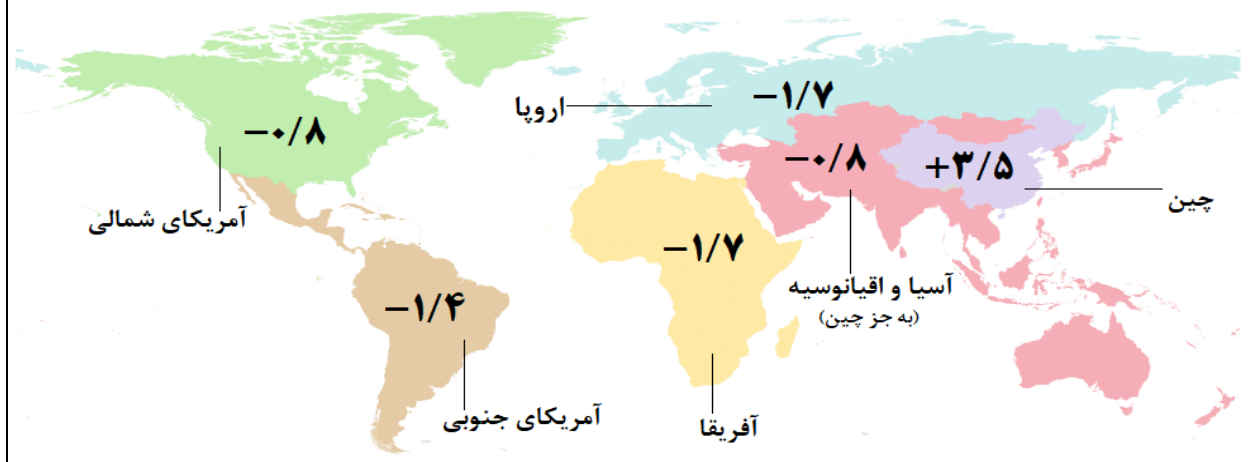 −۱/۷
اروپا
−۰/۸
−۰/۸
+۳/۵
چین
آمریکای شمالی
−۱/۷
آسیا و اقیانوسیه
(به جز چین)
−۱/۴
آمریکای جنوبی
آفریقا